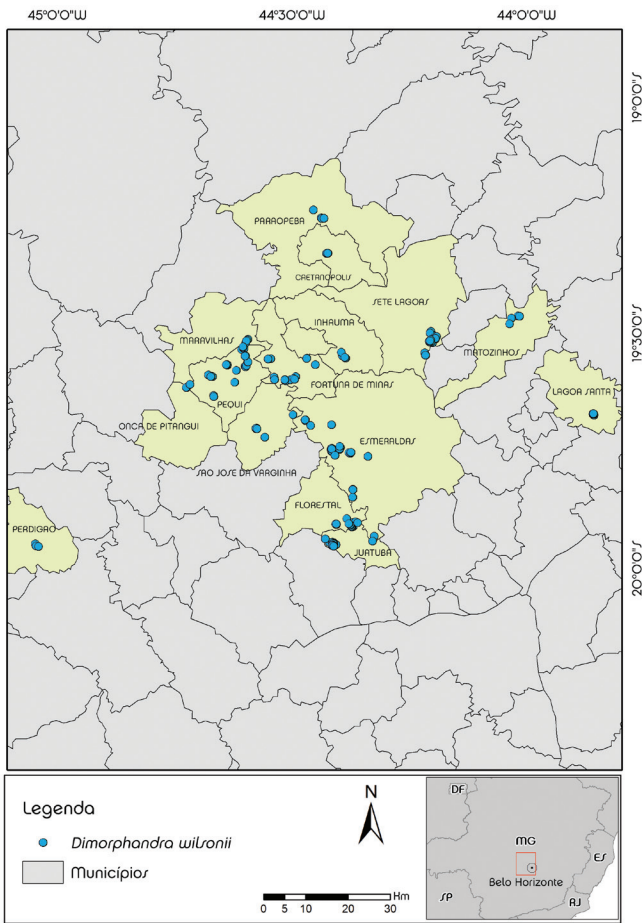 45°0'0"W 44°30'0"W 44°0'0"W
19°0'0"S
PARAOPEBA
CAETANOPOLIS
SETE LAGOAS
19°30'0"S
INHAUMA
MARAVILHAS
MATOZINHOS
FORTUNA DE MINAS
LAGOA SANTA
PEQUI
ONCA DE PITANGUI
ESMERALDAS
SAO JOSE DA VARGINHA
FLORESTAL
PERDIGAO
JUATUBA
20°0'0"S
Legenda
Dimorphandra wilsonii
Municípios
N
Km
0 5 10 20 30
DF
MG
ES
Belo Horizonte
SP
RJ